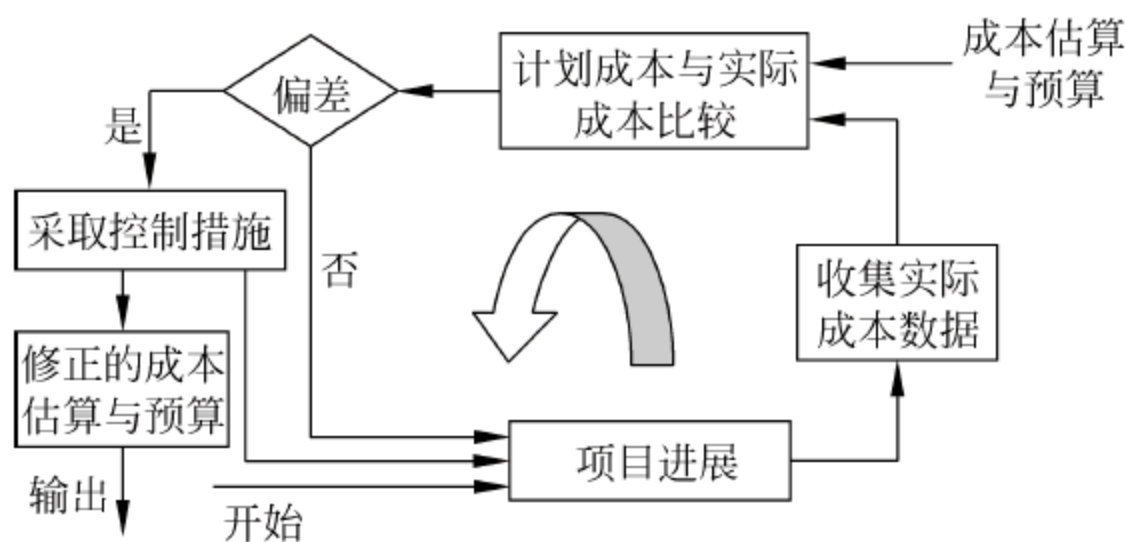 偏差
计划成本与实际
成本比较
成本估算
与预算
是
采取控制措施
否
收集实际
成本数据
修正的成本
估算与预算
项目进展
输出
开始